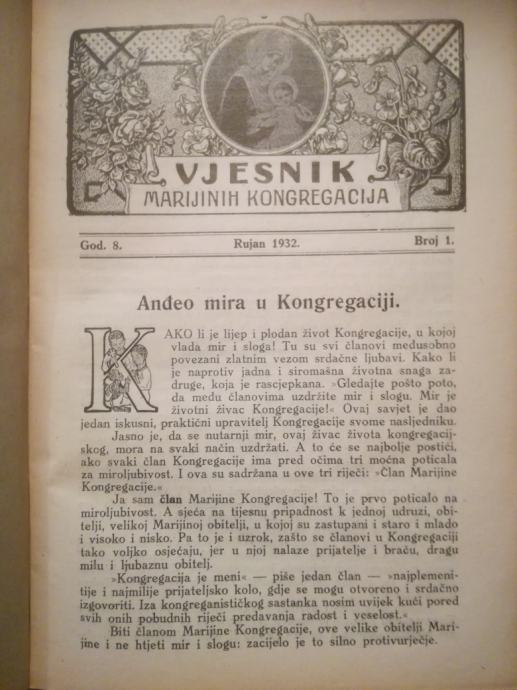 VJESNIK
MARIJINIH KONGREGACIJA
God. 8. Rujan 1932. Broj 1.
Anđeo mira u Kongregaciji.
KAKO li je lijep i plodan život Kongregacije, u kojoj
vlada mir i sloga! Tu su svi članovi međusobno
povezani zlatnim vezom srdačne ljubavi. Kako li
je naprotiv jadna i siromašna životna snaga za-
druge, koja je rascjepkana. »Gledajte pošto poto,
da među članovima uzdržite mir i slogu. Mir je
životni živac Kongregacije!« Ovaj savjet je dao
jedan iskusni, praktični upravitelj Kongregacije svome nasljedniku.
Jasno je, da se nutarnji mir, ovaj živac života kongregacij-
skog, mora na svaki način uzdržati. A to će se najbolje postići,
ako svaki član Kongregacije ima pred očima tri moćna poticala
za miroljubivost. I ova su sadržana u ove tri riječi: »Član Marijine
Kongregacije.«
Ja sam član Marijine Kongregacije! To je prvo poticalo na
miroljubivost. A sjeća na tijesnu pripadnost k jednoj udruzi, obi-
telji, velikoj Marijinoj obitelji, u kojoj su zastupani i staro i mlado
i visoko i nisko. Pa to je i uzrok, zašto se članovi u Kongregaciji
tako voljko osjećaju, jer u njoj nalaze prijatelje i braću, dragu
milu i ljubaznu obitelj.
»Kongregacija je meni« — piše jedan član — »najplemeni-
tije i najmilije prijateljsko kolo, gdje se mogu otvoreno i srdačno
izgovoriti. Iza kongreganističkog sastanka nosim uvijek kući pored
svih onih pobudnih riječi predavanja radost i veselost.«
Biti članom Marijine Kongregacije, ove velike obitelji Mari-
jine i ne htjeti mir i slogu: zacijelo je to silno protivurječje.